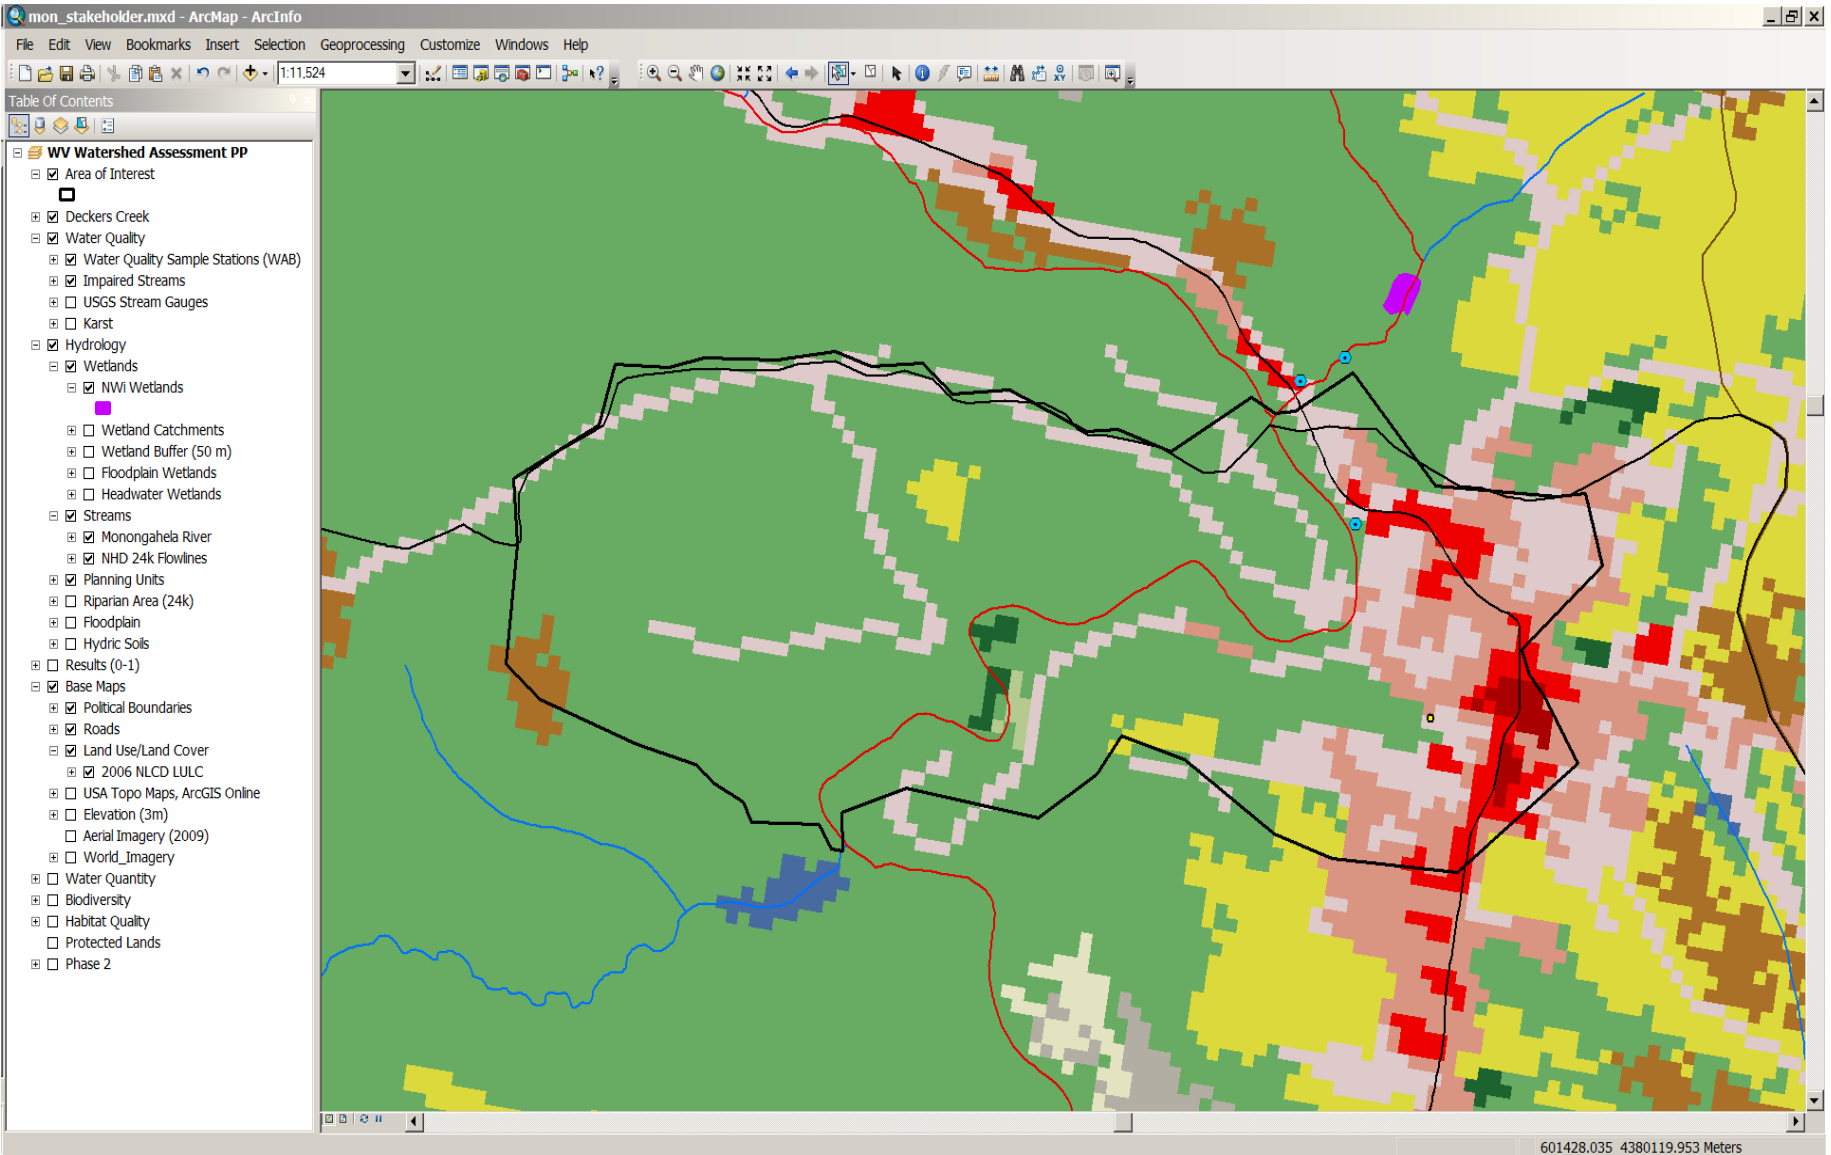 mon_stakeholder.mxd - ArcMap - ArcInfo
File Edit View Bookmarks Insert Selection Geoprocessing Customize Windows Help
1:11,524
Table Of Contents
WV Watershed Assessment PP
Area of Interest
Deckers Creek
Water Quality
Water Quality Sample Stations (WAB)
Impaired Streams
USGS Stream Gauges
Karst
Hydrology
Wetlands
NWi Wetlands
Wetland Catchments
Wetland Buffer (50 m)
Floodplain Wetlands
Headwater Wetlands
Streams
Monongahela River
NHD 24k Flowlines
Planning Units
Riparian Area (24k)
Floodplain
Hydric Soils
Results (0-1)
Base Maps
Political Boundaries
Roads
Land Use/Land Cover
2006 NLCD LULC
USA Topo Maps, ArcGIS Online
Elevation (3m)
Aerial Imagery (2009)
World_Imagery
Water Quantity
Biodiversity
Habitat Quality
Protected Lands
Phase 2
601428.035 4380119.953 Meters